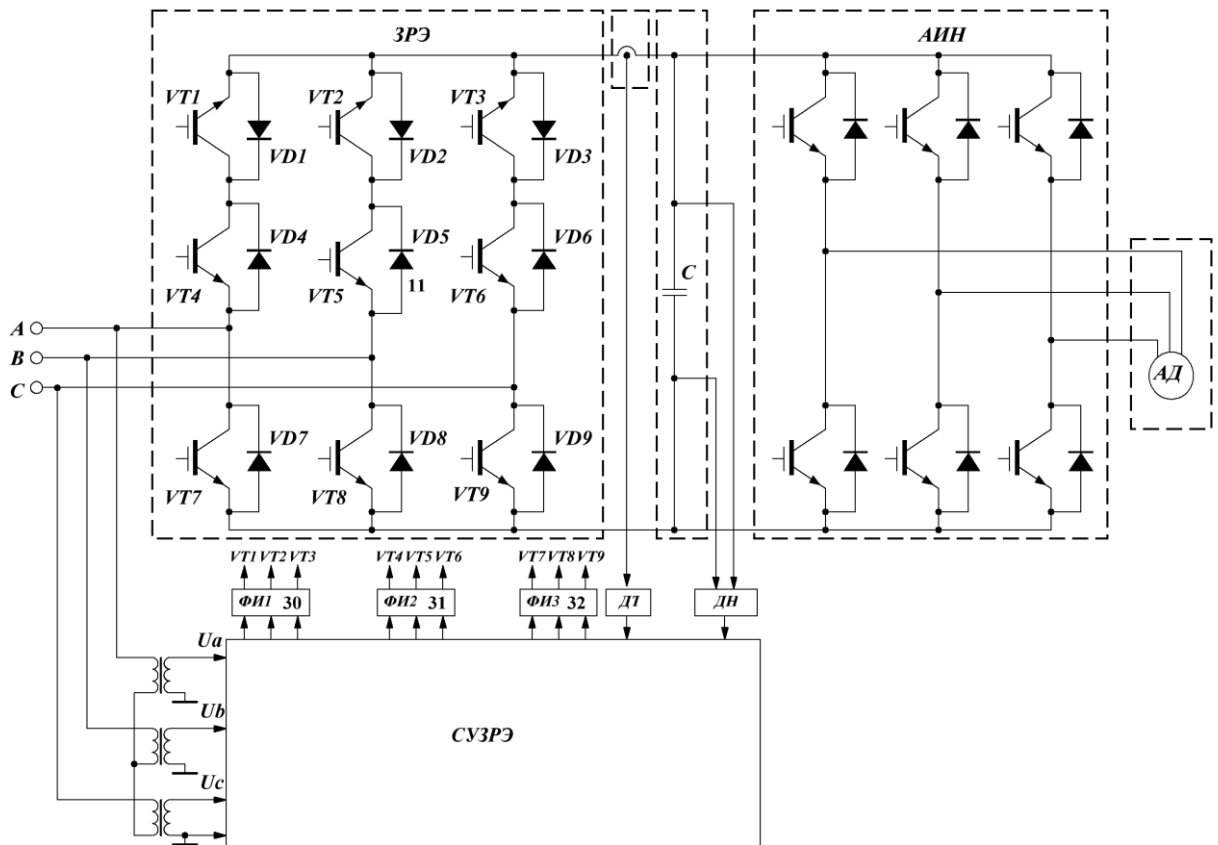 ЗРЭ
АИН
VT1
VT2
VT3
VD1
VD2
VD3
VD4
VD5
VD6
11
C
VT4
VT5
VT6
A
B
C
АД
VD7
VD8
VD9
VT7
VT8
VT9
VT1 VT2 VT3
VT4 VT5 VT6
VT7 VT8 VT9
ФИ1 30
ФИ2 31
ФИ3 32
ДТ
ДН
Ua
Ub
Uc
СУЗРЭ